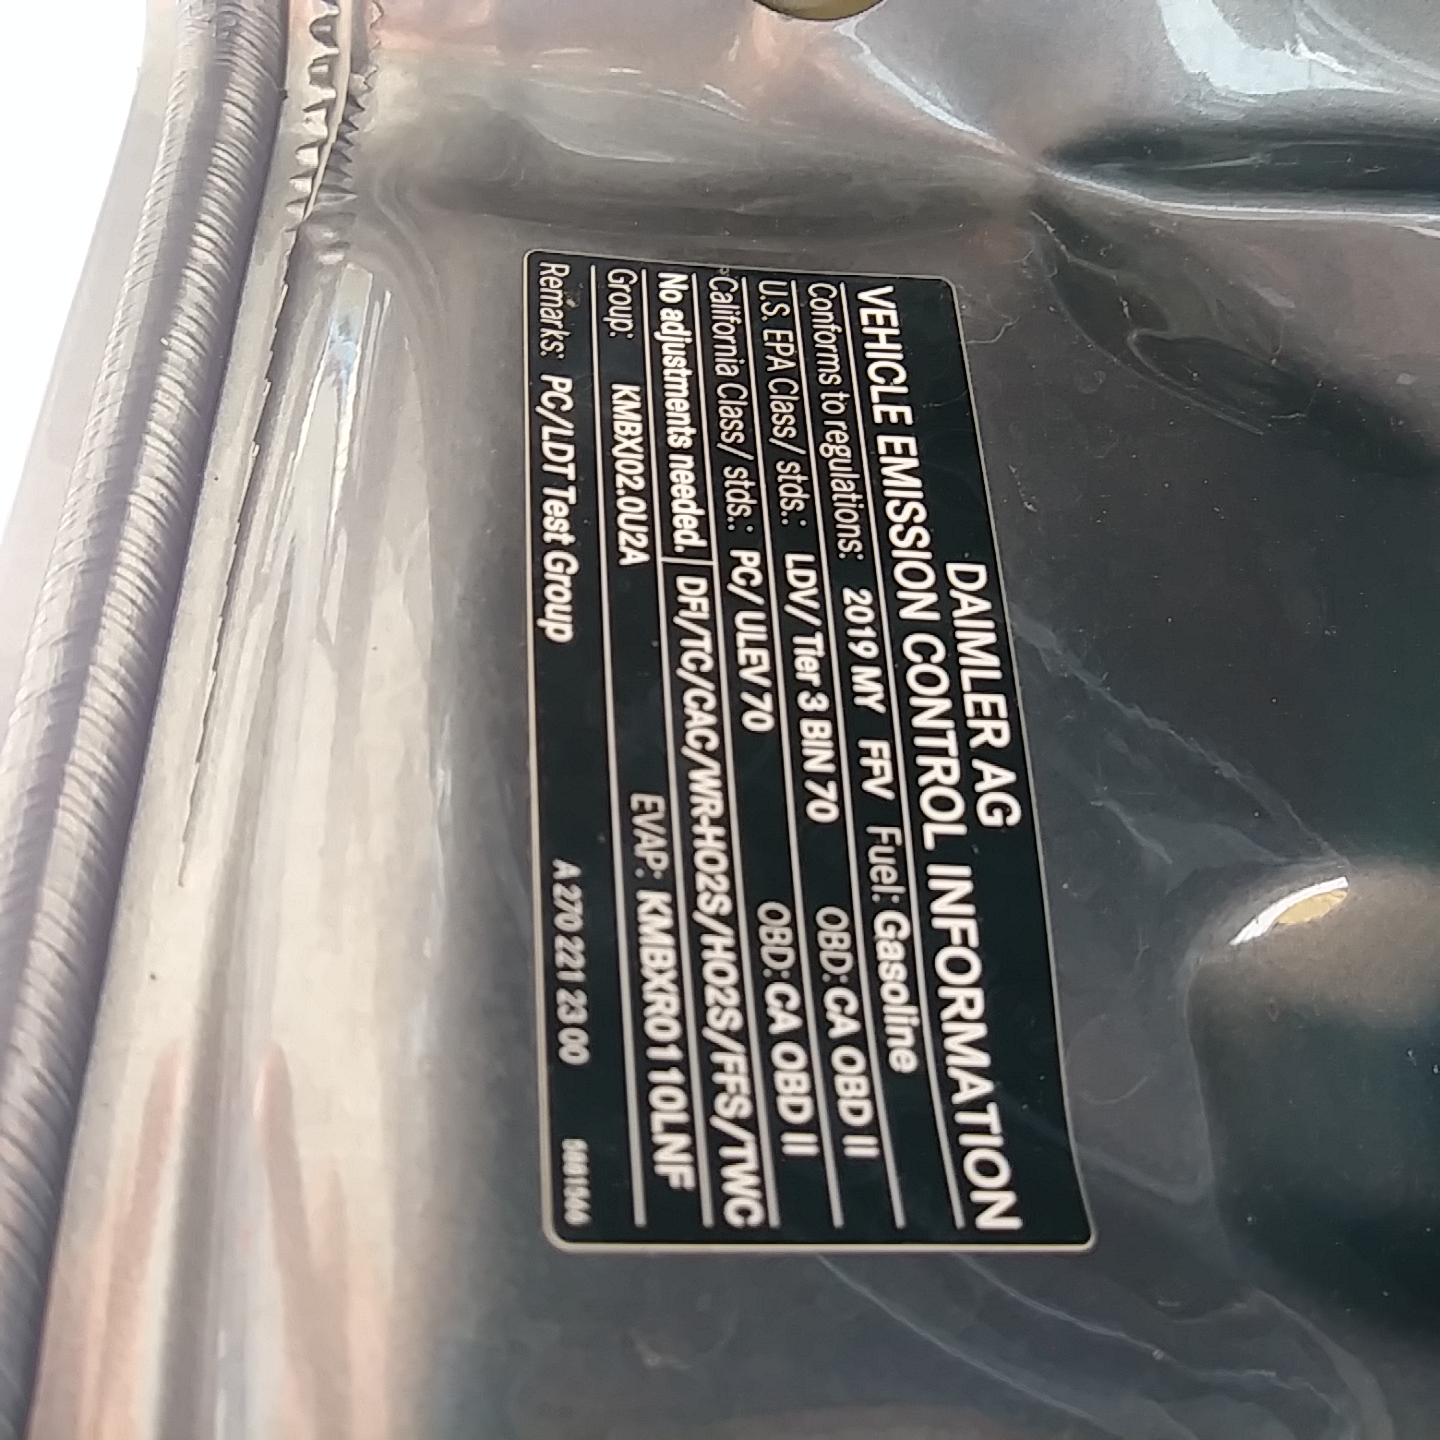 DAIMLER AG
VEHICLE EMISSION CONTROL INFORMATION
Conforms to regulations: 2019 MY FFV Fuel: Gasoline
U.S. EPA Class/ stds.: LDV/ Tier 3 BIN 70 OBD: CA OBD II
California Class/ stds.: PC/ ULEV 70 OBD: CA OBD II
No adjustments needed. DFI/TC/CAC/WR-HO2S/HO2S/FFS/TWC
Group: KMBXJ02.0U2A EVAP: KMBXR0110LNF
Remarks: PC/LDT Test Group A 270 221 23 00